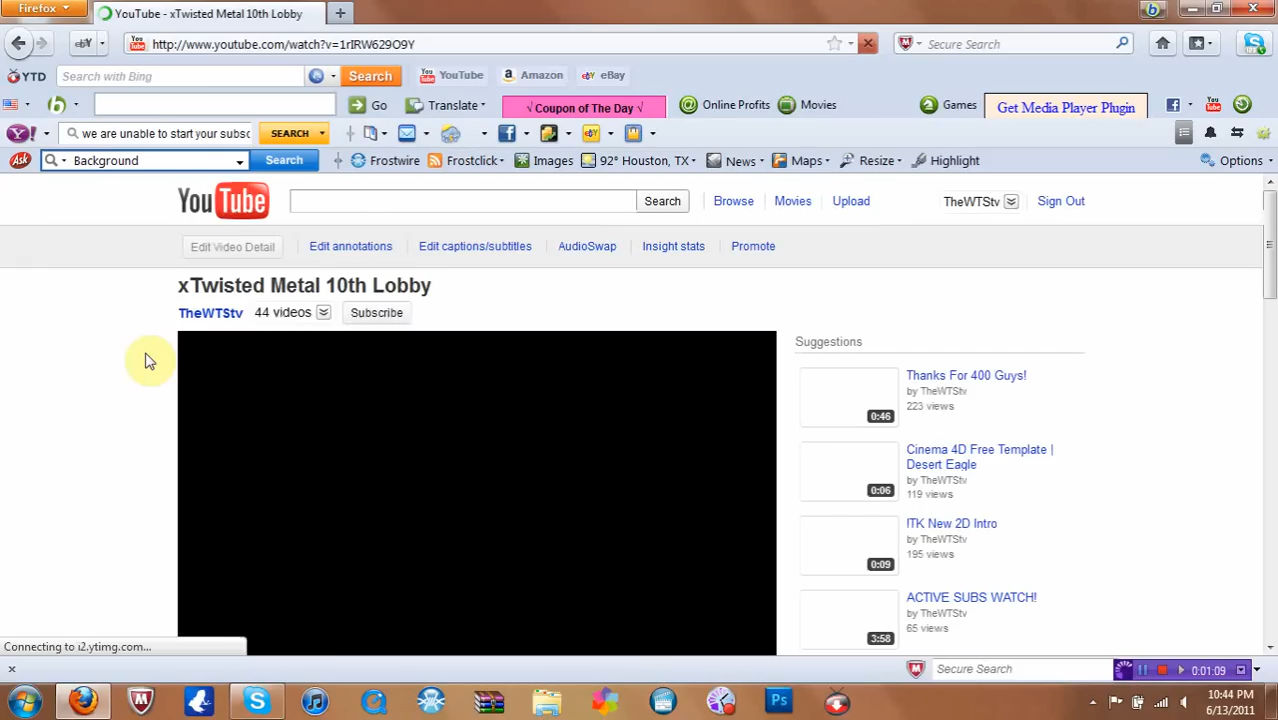 Firefox
YouTube - xTwisted Metal 10th Lobby
http://www.youtube.com/watch?v=1rIRW629O9Y
Secure Search
YTD
Search with Bing
Search
YouTube
Amazon
eBay
Go
Translate
√ Coupon of The Day √
Online Profits
Movies
Games
Get Media Player Plugin
we are unable to start your subsc
SEARCH
Ask
Background
Search
Frostwire
Frostclick
Images
92° Houston, TX
News
Maps
Resize
Highlight
Options
YouTube
Search
Browse
Movies
Upload
TheWTStv
Sign Out
Edit Video Detail
Edit annotations
Edit captions/subtitles
AudioSwap
Insight stats
Promote
xTwisted Metal 10th Lobby
TheWTStv
44 videos
Subscribe
Suggestions
Thanks For 400 Guys!
by TheWTStv
223 views
0:46
Cinema 4D Free Template |
Desert Eagle
by TheWTStv
119 views
0:06
!TK New 2D Intro
by TheWTStv
195 views
0:09
ACTIVE SUBS WATCH!
by TheWTStv
65 views
3:58
Connecting to i2.ytimg.com...
Secure Search
0:01:09
Ps
10:44 PM
6/13/2011